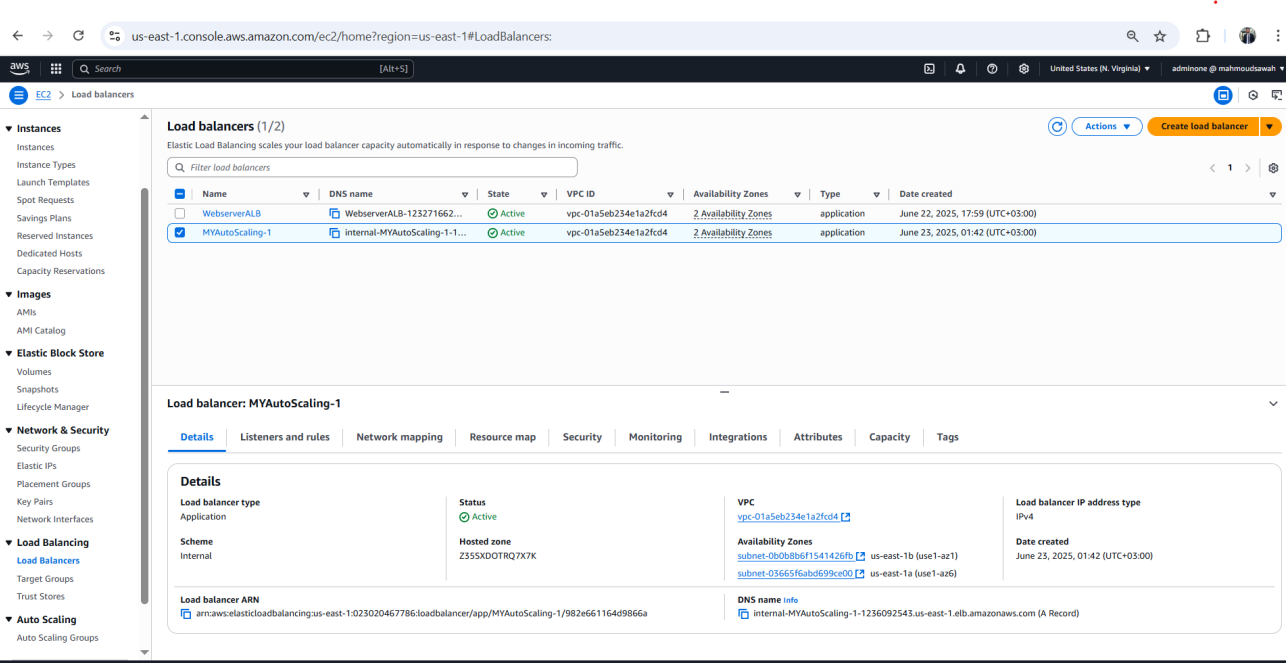 us-east-1.console.aws.amazon.com/ec2/home?region=us-east-1#LoadBalancers:
aws Search [Alt+S] United States (N. Virginia) adminone @ mahmoudsawah
EC2 > Load balancers
Instances
Instances
Instance Types
Launch Templates
Spot Requests
Savings Plans
Reserved Instances
Dedicated Hosts
Capacity Reservations
Images
AMIs
AMI Catalog
Elastic Block Store
Volumes
Snapshots
Lifecycle Manager
Network & Security
Security Groups
Elastic IPs
Placement Groups
Key Pairs
Network Interfaces
Load Balancing
Load Balancers
Target Groups
Trust Stores
Auto Scaling
Auto Scaling Groups
Load balancers (1/2)
Actions
Create load balancer
Elastic Load Balancing scales your load balancer capacity automatically in response to changes in incoming traffic.
Filter load balancers
1
Name DNS name State VPC ID Availability Zones Type Date created
WebserverALB WebserverALB-123271662... Active vpc-01a5eb234e1a2fcd4 2 Availability Zones application June 22, 2025, 17:59 (UTC+03:00)
MYAutoScaling-1 internal-MYAutoScaling-1-1... Active vpc-01a5eb234e1a2fcd4 2 Availability Zones application June 23, 2025, 01:42 (UTC+03:00)
Load balancer: MYAutoScaling-1
Details Listeners and rules Network mapping Resource map Security Monitoring Integrations Attributes Capacity Tags
Details
Load balancer type
Application
Status
Active
VPC
vpc-01a5eb234e1a2fcd4
Load balancer IP address type
IPv4
Scheme
Internal
Hosted zone
Z35SXDOTRQ7X7K
Availability Zones
subnet-0b0b8b6f1541426fb us-east-1b (use1-az1)
subnet-03665f6abd699ce00 us-east-1a (use1-az6)
Date created
June 23, 2025, 01:42 (UTC+03:00)
Load balancer ARN
arn:aws:elasticloadbalancing:us-east-1:023020467786:loadbalancer/app/MYAutoScaling-1/982e661164d9866a
DNS name Info
internal-MYAutoScaling-1-1236092543.us-east-1.elb.amazonaws.com (A Record)